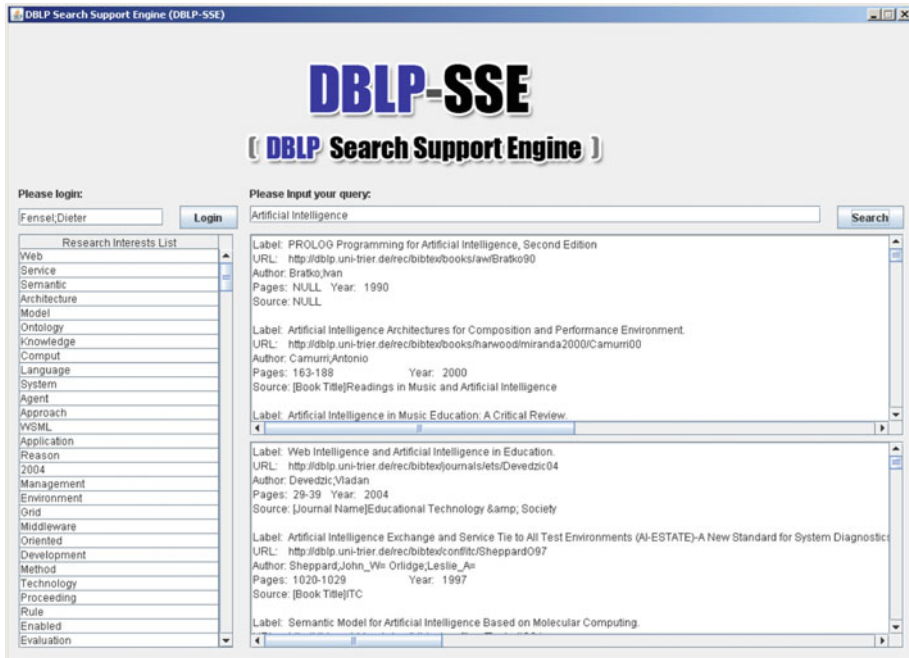 DBLP Search Support Engine (DBLP-SSE)
DBLP-SSE
( DBLP Search Support Engine )
Please login:
Fensel;Dieter
Login
Research Interests List
Web
Service
Semantic
Architecture
Model
Ontology
Knowledge
Comput
Language
System
Agent
Approach
WSML
Application
Reason
2004
Management
Environment
Grid
Middleware
Oriented
Development
Method
Technology
Proceeding
Rule
Enabled
Evaluation
Please Input your query:
Artificial Intelligence
Search
Label: PROLOG Programming for Artificial Intelligence, Second Edition
URL: http://dblp.uni-trier.de/rec/bibtex/books/aw/Bratko90
Author: Bratko;Ivan
Pages: NULL Year: 1990
Source: NULL
Label: Artificial Intelligence Architectures for Composition and Performance Environment.
URL: http://dblp.uni-trier.de/rec/bibtex/books/harwood/miranda2000/Camurri00
Author: Camurri;Antonio
Pages: 163-188 Year: 2000
Source: [Book Title]Readings in Music and Artificial Intelligence
Label: Artificial Intelligence in Music Education: A Critical Review.
Label: Web Intelligence and Artificial Intelligence in Education.
URL: http://dblp.uni-trier.de/rec/bibtex/journals/ets/Devedzic04
Author: Devedzic;Vladan
Pages: 29-39 Year: 2004
Source: [Journal Name]Educational Technology &amp; Society
Label: Artificial Intelligence Exchange and Service Tie to All Test Environments (AI-ESTATE)-A New Standard for System Diagnostics
URL: http://dblp.uni-trier.de/rec/bibtex/conf/itc/SheppardO97
Author: Sheppard;John_W= Orlidge;Leslie_A=
Pages: 1020-1029 Year: 1997
Source: [Book Title]ITC
Label: Semantic Model for Artificial Intelligence Based on Molecular Computing.